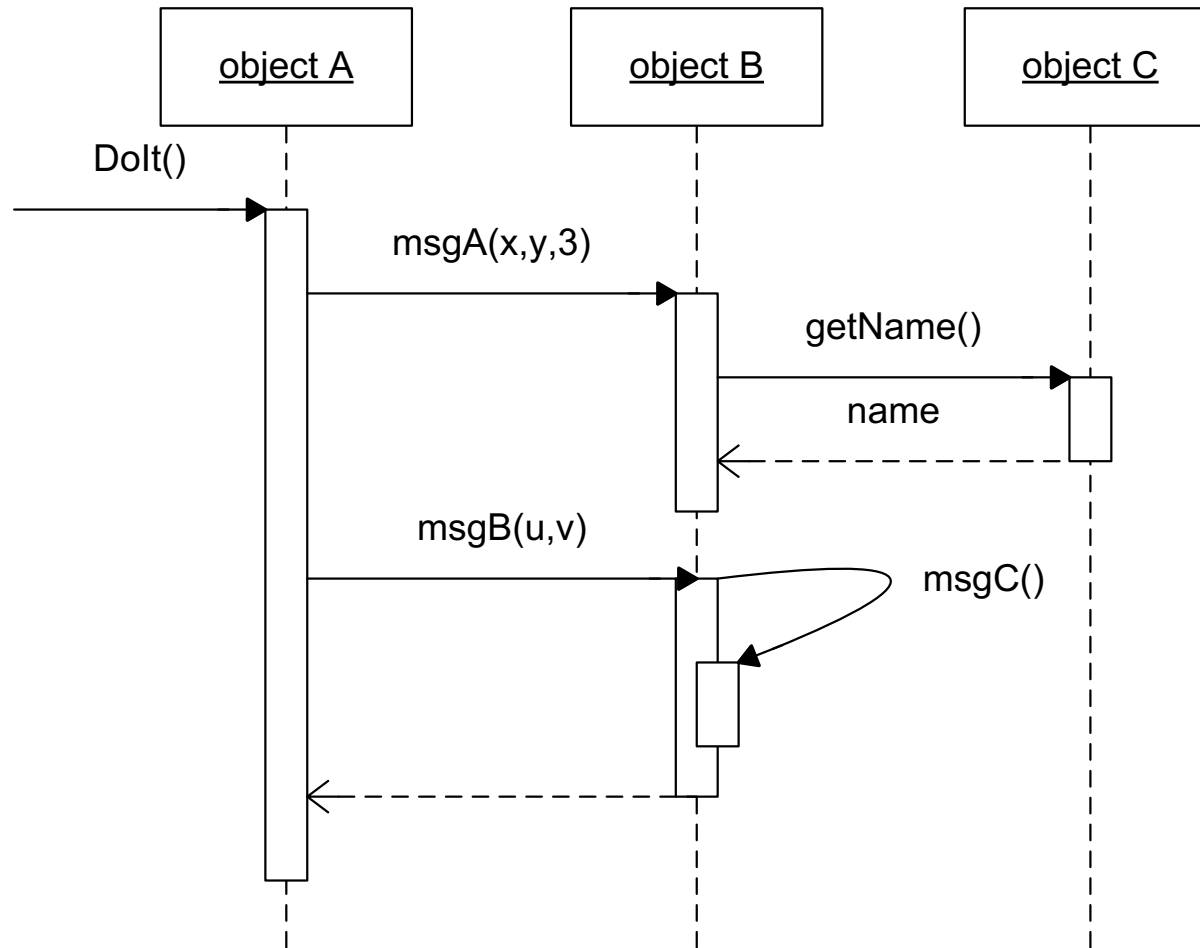 object A
object B
object C
DoIt()
msgA(x,y,3)
getName()
name
msgB(u,v)
msgC()